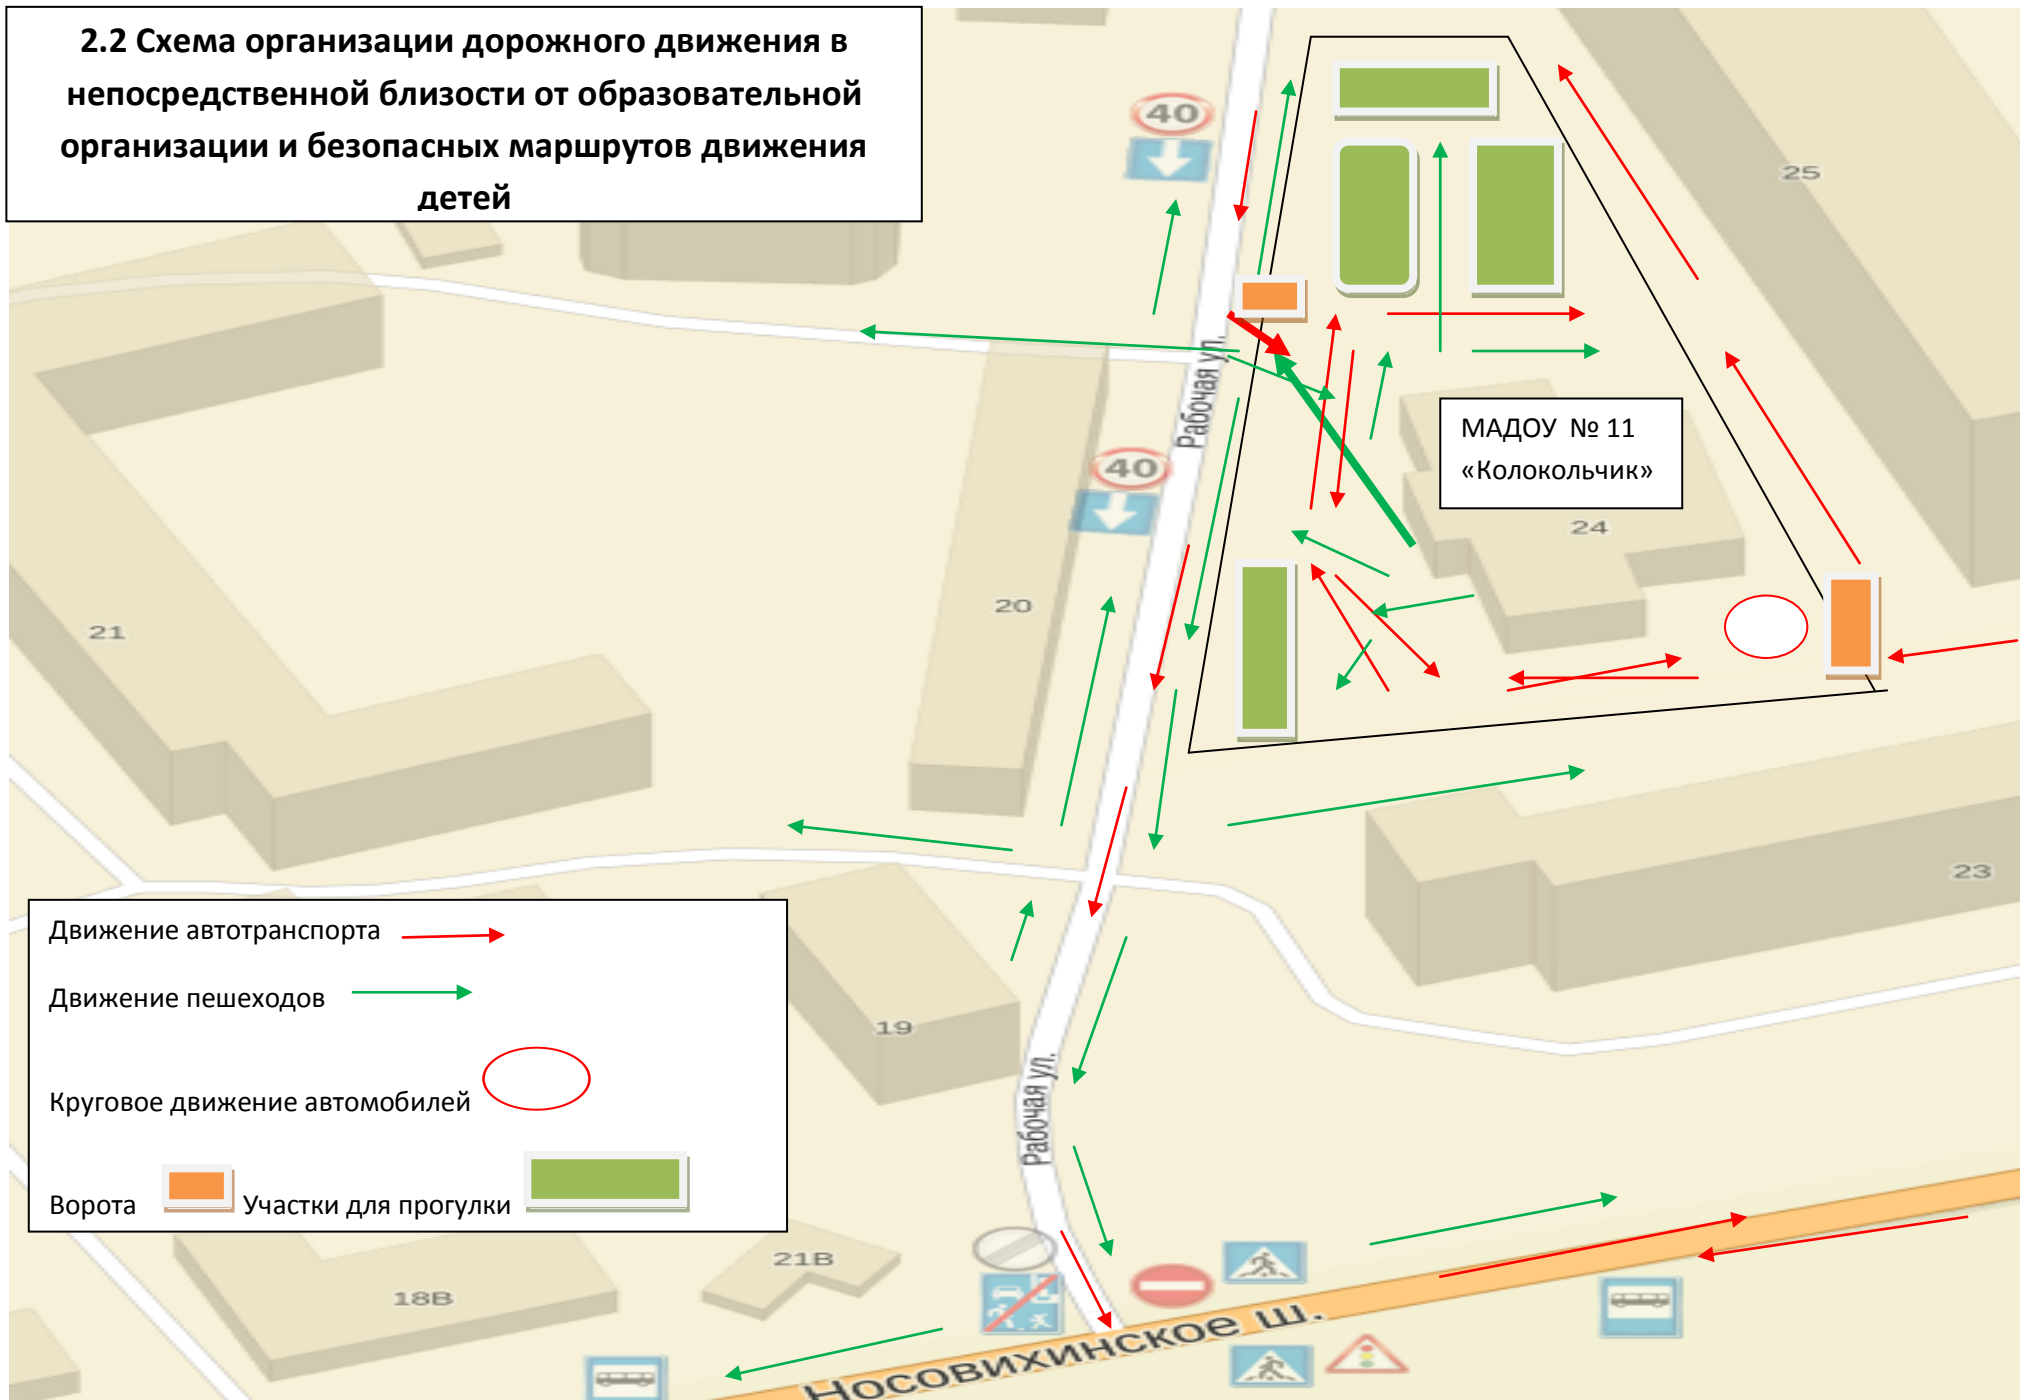 2.2 Схема организации дорожного движения в
непосредственной близости от образовательной
организации и безопасных маршрутов движения
детей
40
25
Рабочая ул.
МАДОУ № 11
«Колокольчик»
40
24
20
21
23
Движение автотранспорта
Движение пешеходов
19
Рабочая ул.
Круговое движение автомобилей
Ворота
Участки для прогулки
21В
18В
Носовихинское ш.